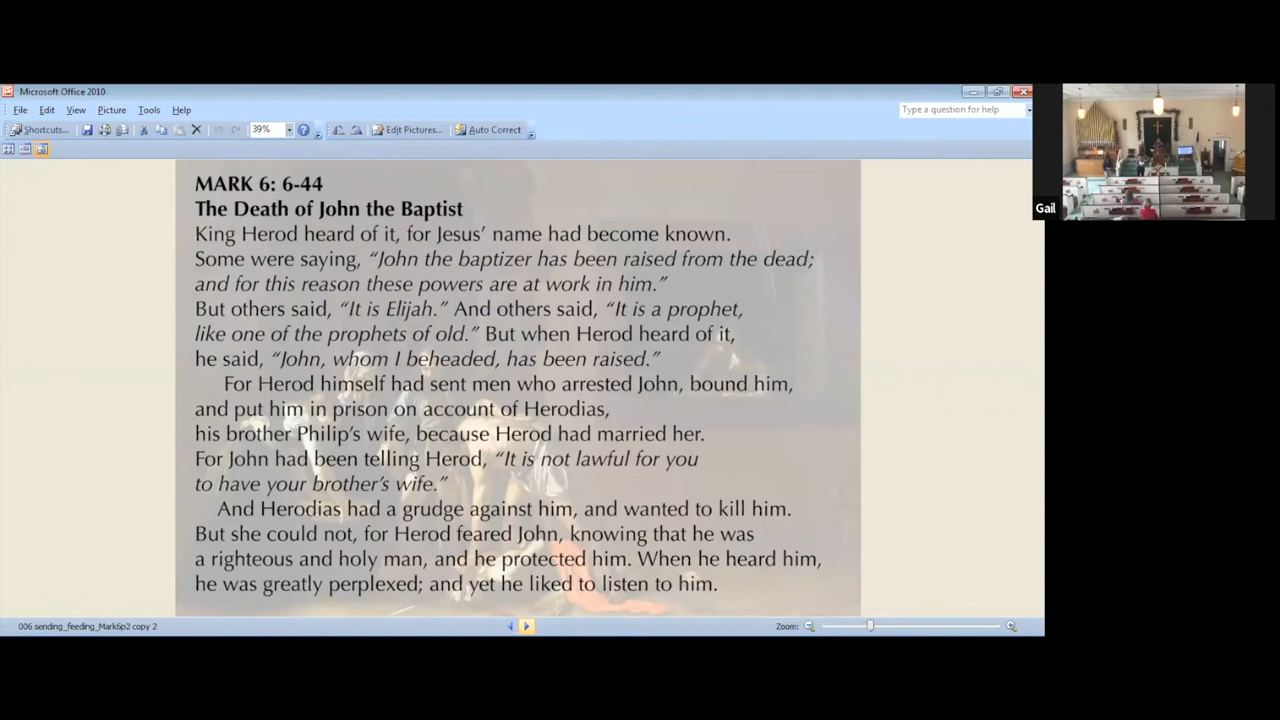 Microsoft Office 2010
File Edit View Picture Tools Help
Type a question for help
Shortcuts... 39% Edit Pictures... Auto Correct
Gail
MARK 6: 6-44
The Death of John the Baptist
King Herod heard of it, for Jesus’ name had become known.
Some were saying, “John the baptizer has been raised from the dead;
and for this reason these powers are at work in him.”
But others said, “It is Elijah.” And others said, “It is a prophet,
like one of the prophets of old.” But when Herod heard of it,
he said, “John, whom I beheaded, has been raised.”
For Herod himself had sent men who arrested John, bound him,
and put him in prison on account of Herodias,
his brother Philip’s wife, because Herod had married her.
For John had been telling Herod, “It is not lawful for you
to have your brother’s wife.”
And Herodias had a grudge against him, and wanted to kill him.
But she could not, for Herod feared John, knowing that he was
a righteous and holy man, and he protected him. When he heard him,
he was greatly perplexed; and yet he liked to listen to him.
006 sending_feeding_Mark6p2 copy 2
Zoom: